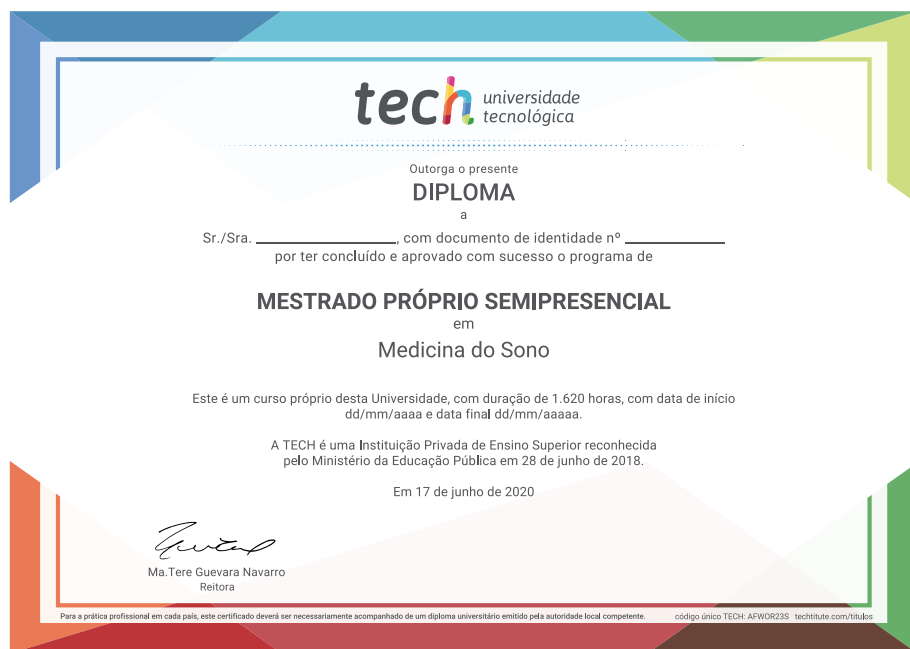 tech universidade
tecnológica
Outorga o presente
DIPLOMA
a
Sr./Sra. ____________________, com documento de identidade nº ______________
por ter concluído e aprovado com sucesso o programa de
MESTRADO PRÓPRIO SEMIPRESENCIAL
em
Medicina do Sono
Este é um curso próprio desta Universidade, com duração de 1.620 horas, com data de início
dd/mm/aaaa e data final dd/mm/aaaaa.
A TECH é uma Instituição Privada de Ensino Superior reconhecida
pelo Ministério da Educação Pública em 28 de junho de 2018.
Em 17 de junho de 2020
Ma.Tere Guevara Navarro
Reitora
Para a prática profissional em cada país, este certificado deverá ser necessariamente acompanhado de um diploma universitário emitido pela autoridade local competente. código único TECH: AFWOR23S techtitute.com/titulos